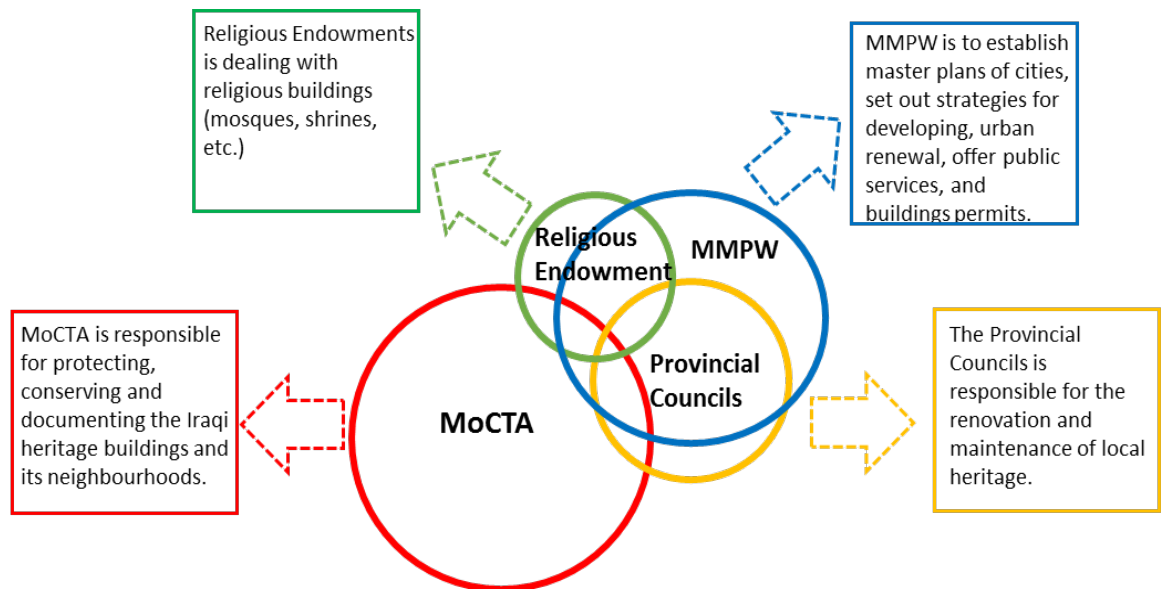 Religious Endowments
is dealing with
religious buildings
(mosques, shrines,
etc.)
MMPW is to establish
master plans of cities,
set out strategies for
developing, urban
renewal, offer public
services, and
buildings permits.
Religious
Endowment
MMPW
MoCTA is responsible
for protecting,
conserving and
documenting the Iraqi
heritage buildings and
its neighbourhoods.
MoCTA
Provincial
Councils
The Provincial
Councils is
responsible for the
renovation and
maintenance of local
heritage.